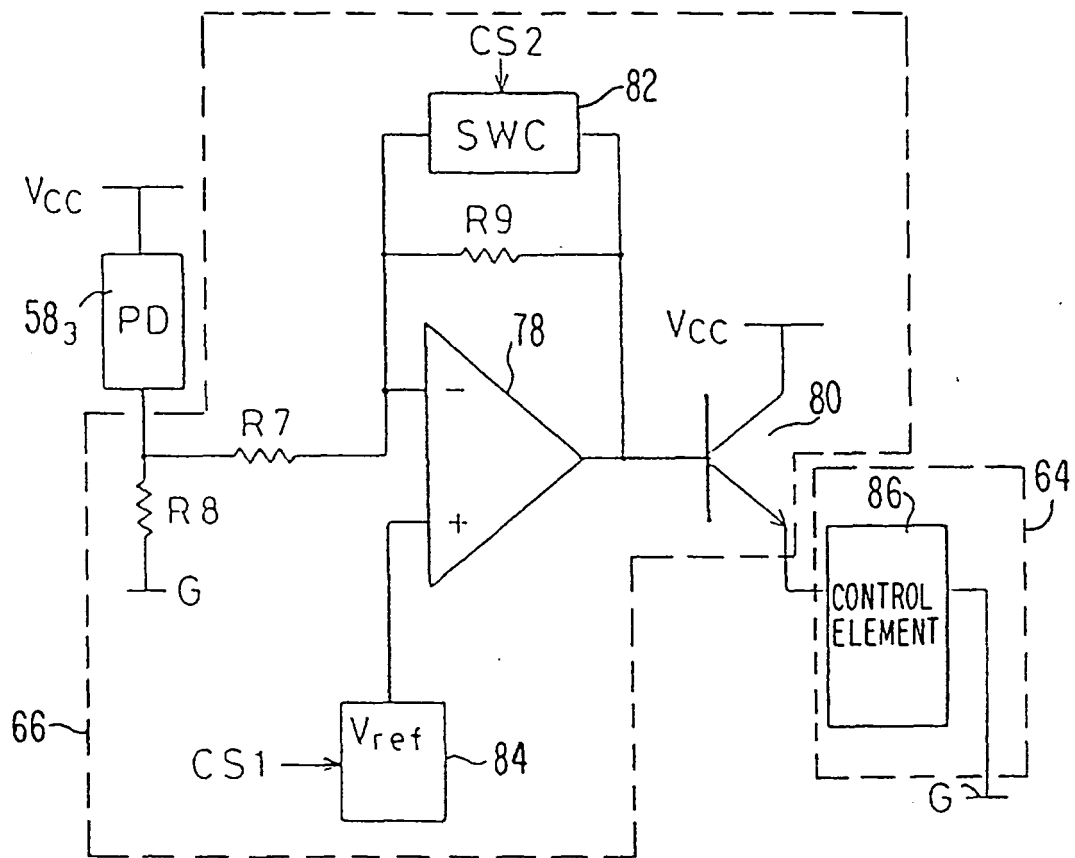 CS2
82
SWC
VCC
R9
58₃
PD
78
VCC
R7
80
R8
64
86
G
CONTROL
ELEMENT
66
Vref
CS1
84
G
-
+